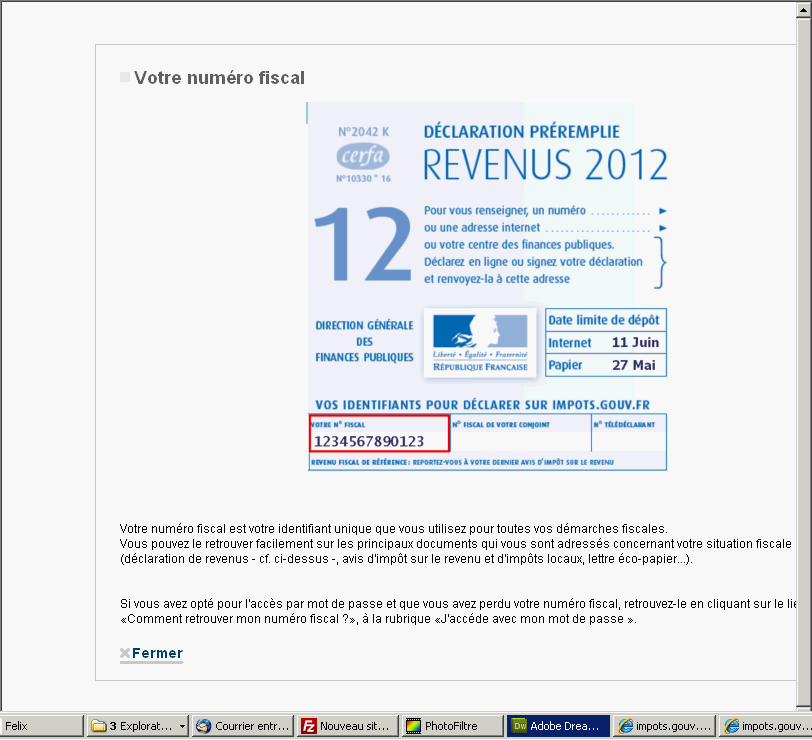 Votre numéro fiscal
N°2042 K
cerfa
N°10330 * 16
DÉCLARATION PRÉREMPLIE
REVENUS 2012
12
Pour vous renseigner, un numéro ............
ou une adresse internet .....................
ou votre centre des finances publiques.
Déclarez en ligne ou signez votre déclaration
et renvoyez-la à cette adresse
DIRECTION GÉNÉRALE
DES
FINANCES PUBLIQUES
Liberté • Égalité • Fraternité
RÉPUBLIQUE FRANÇAISE
Date limite de dépôt
Internet 11 Juin
Papier 27 Mai
VOS IDENTIFIANTS POUR DÉCLARER SUR IMPOTS.GOUV.FR
VOTRE N° FISCAL N° FISCAL DE VOTRE CONJOINT N° TÉLÉDÉCLARANT
1234567890123
REVENU FISCAL DE RÉFÉRENCE : REPORTEZ-VOUS À VOTRE DERNIER AVIS D'IMPÔT SUR LE REVENU
Votre numéro fiscal est votre identifiant unique que vous utilisez pour toutes vos démarches fiscales.
Vous pouvez le retrouver facilement sur les principaux documents qui vous sont adressés concernant votre situation fiscale
(déclaration de revenus - cf. ci-dessus -, avis d'impôt sur le revenu et d'impôts locaux, lettre éco-papier...).
Si vous avez opté pour l'accès par mot de passe et que vous avez perdu votre numéro fiscal, retrouvez-le en cliquant sur le lie
«Comment retrouver mon numéro fiscal ?», à la rubrique «J'accéde avec mon mot de passe ».
Fermer
Felix 3 Explorat... Courrier entr... Nouveau sit... PhotoFiltre Adobe Drea... impots.gouv.... impots.gouv...